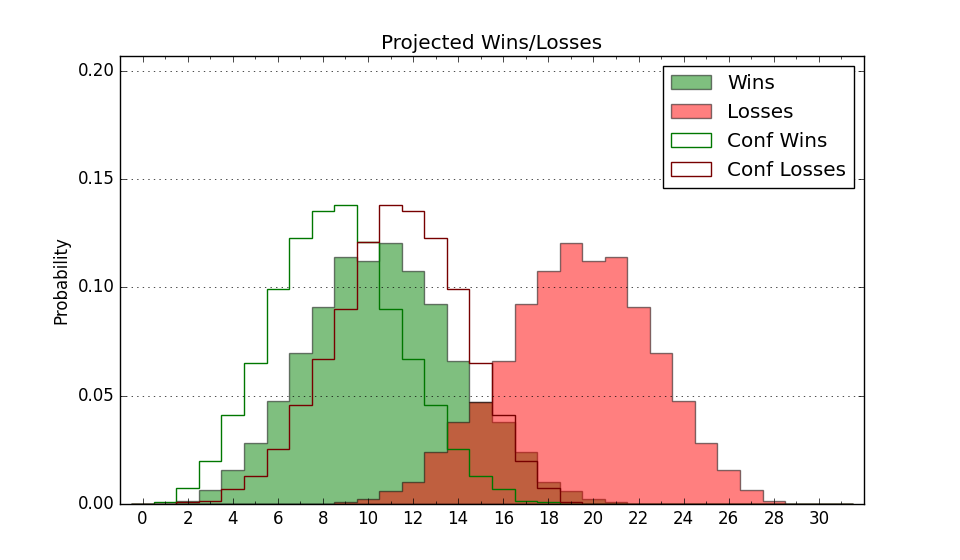 Projected Wins/Losses
0.20
0.15
0.10
0.05
0.00
Probability
Wins
Losses
Conf Wins
Conf Losses
0 2 4 6 8 10 12 14 16 18 20 22 24 26 28 30